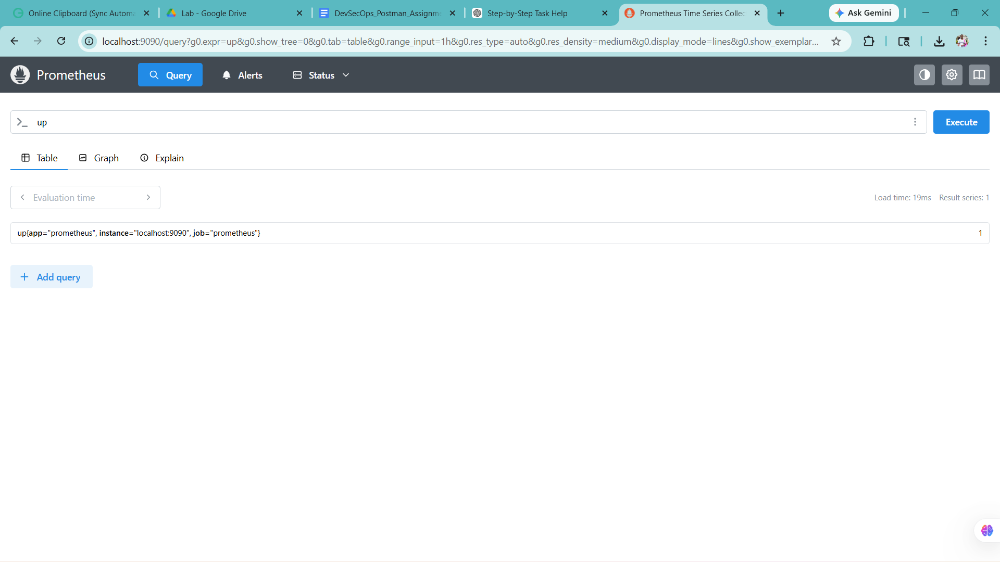 Online Clipboard (Sync Automa
Lab - Google Drive
DevSecOps_Postman_Assignme
Step-by-Step Task Help
Prometheus Time Series Collec
Ask Gemini
localhost:9090/query?g0.expr=up&g0.show_tree=0&g0.tab=table&g0.range_input=1h&g0.res_type=auto&g0.res_density=medium&g0.display_mode=lines&g0.show_exemplar...
Prometheus
Query
Alerts
Status
up
Execute
Table
Graph
Explain
Evaluation time
Load time: 19ms Result series: 1
up{app="prometheus", instance="localhost:9090", job="prometheus"} 1
Add query